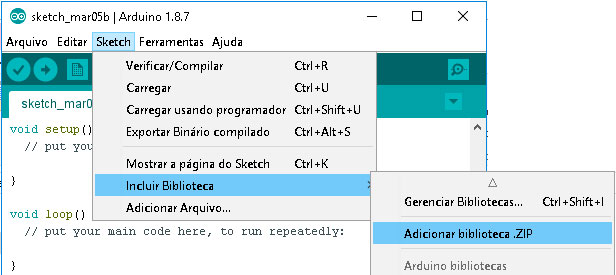 sketch_mar05b | Arduino 1.8.7
Arquivo Editar Sketch Ferramentas Ajuda
Verificar/Compilar Ctrl+R
Carregar Ctrl+U
Carregar usando programador Ctrl+Shift+U
Exportar Binário compilado Ctrl+Alt+S
Mostrar a página do Sketch Ctrl+K
Incluir Biblioteca
Adicionar Arquivo...
Gerenciar Bibliotecas... Ctrl+Shift+I
Adicionar biblioteca .ZIP
Arduino bibliotecas
sketch_mar05
void setup()
// put you
}
void loop()
// put your main code here, to run repeatedly:
}